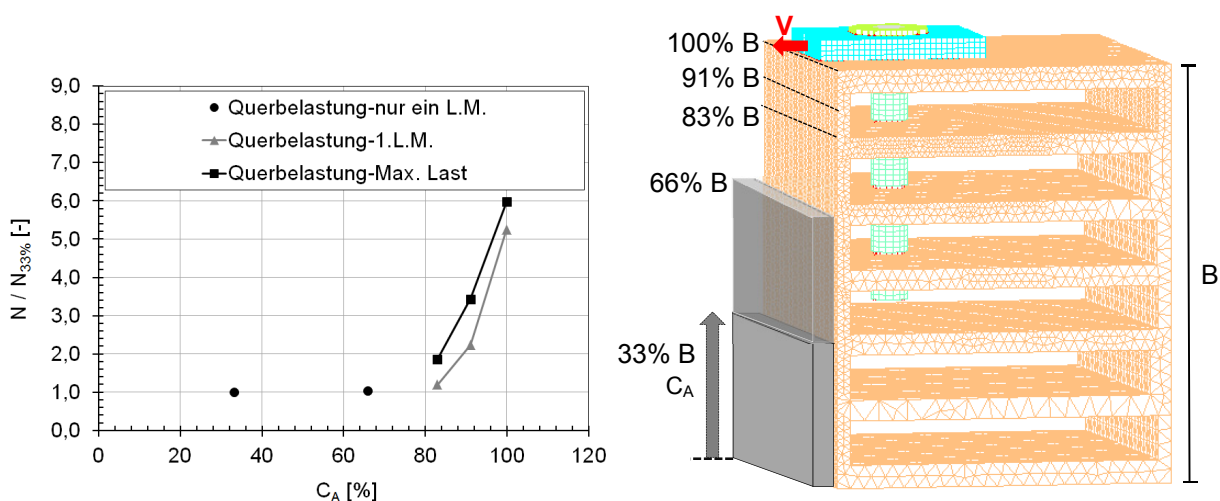 9,0
8,0
7,0
6,0
5,0
4,0
3,0
2,0
1,0
0,0
N / N33% [-]
Querbelastung-nur ein L.M.
Querbelastung-1.L.M.
Querbelastung-Max. Last
0 20 40 60 80 100 120
CA [%]
V
100% B
91% B
83% B
66% B
33% B
CA
B